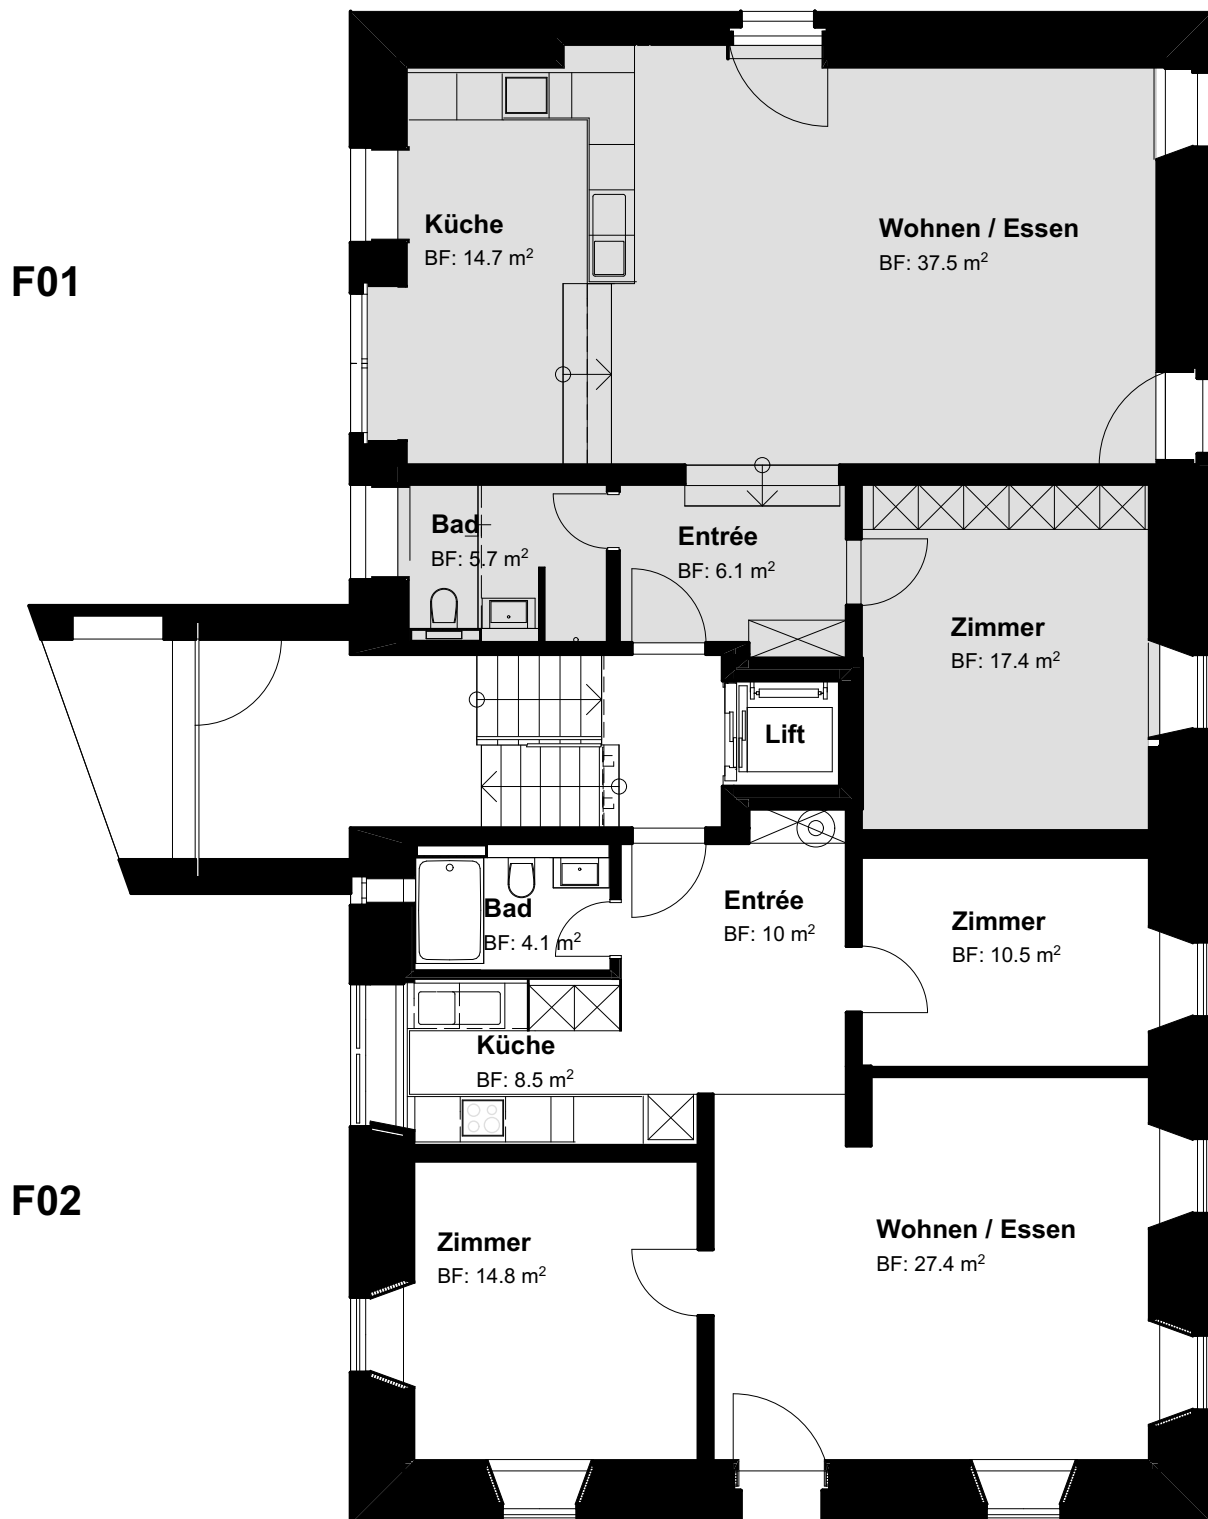 Küche
BF: 14.7 m²
Wohnen / Essen
BF: 37.5 m²
F01
Bad
BF: 5.7 m²
Entrée
BF: 6.1 m²
Zimmer
BF: 17.4 m²
Lift
Bad
BF: 4.1 m²
Entrée
BF: 10 m²
Zimmer
BF: 10.5 m²
Küche
BF: 8.5 m²
F02
Zimmer
BF: 14.8 m²
Wohnen / Essen
BF: 27.4 m²